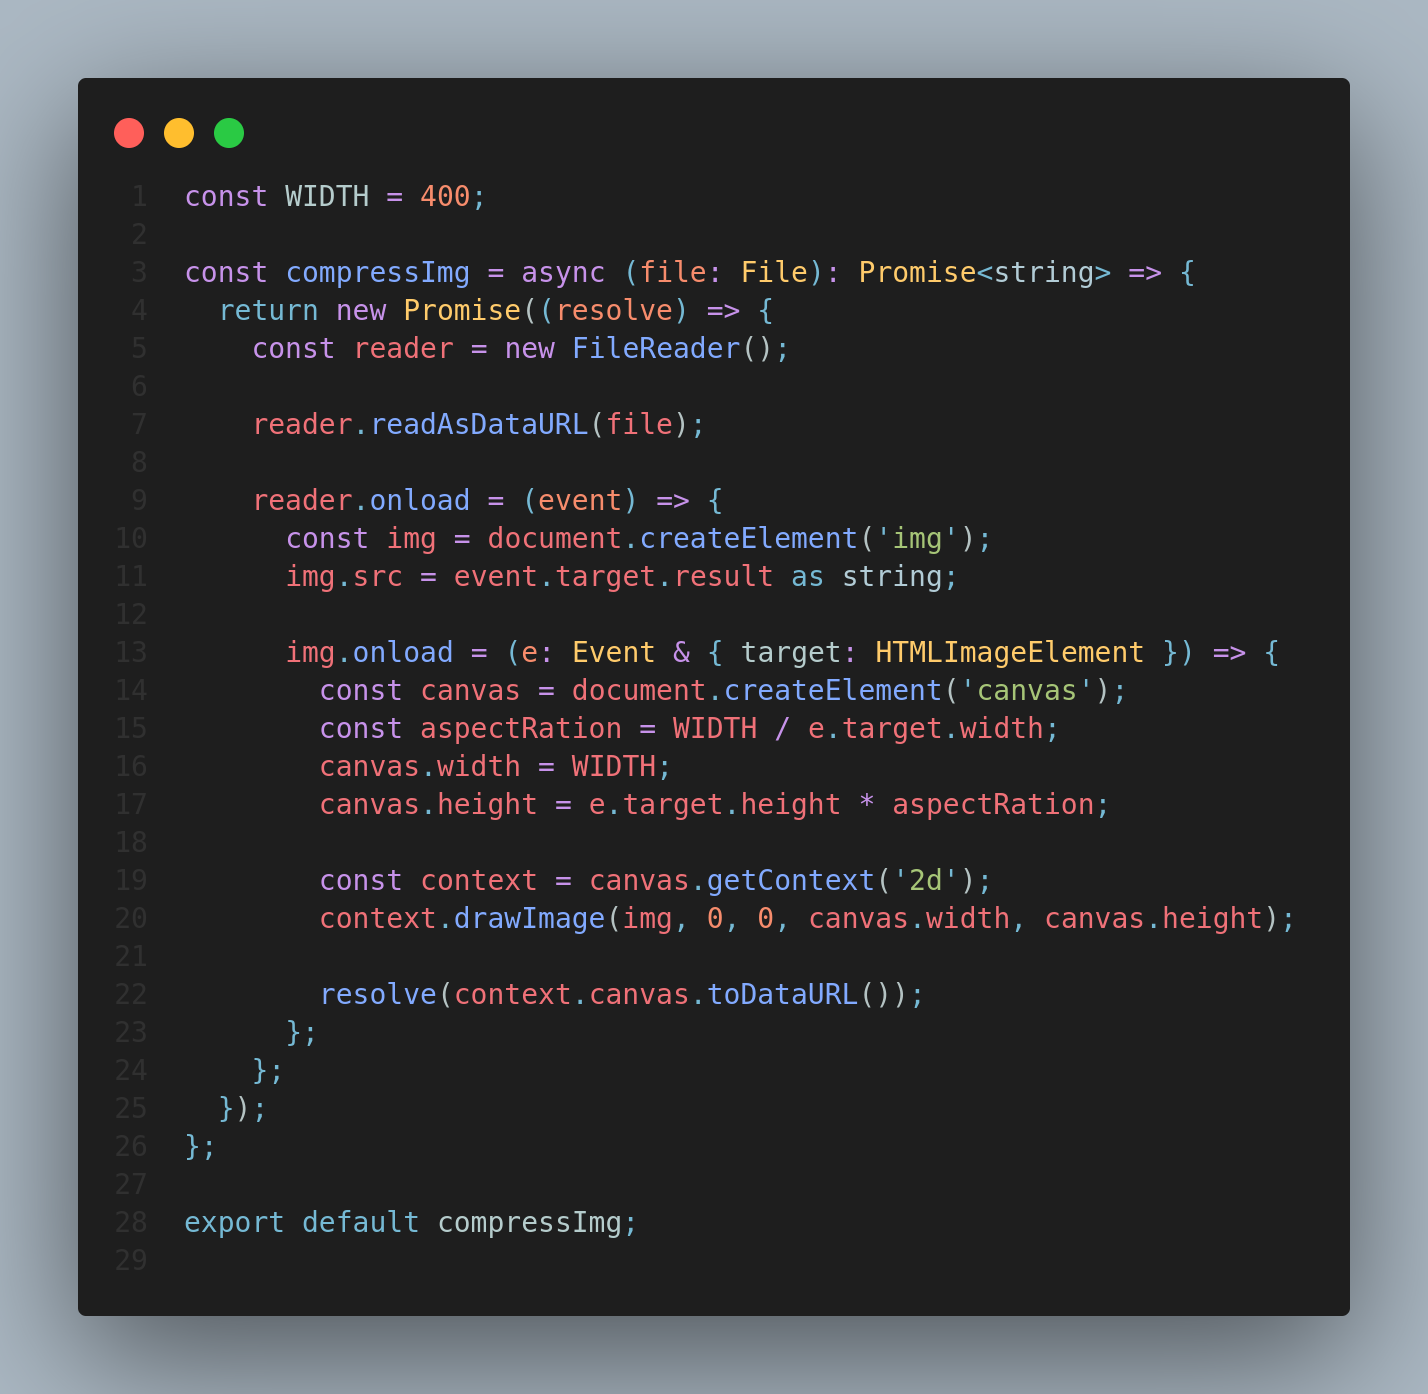 1 const WIDTH = 400;
2
3 const compressImg = async (file: File): Promise<string> => {
4   return new Promise((resolve) => {
5     const reader = new FileReader();
6
7     reader.readAsDataURL(file);
8
9     reader.onload = (event) => {
10       const img = document.createElement('img');
11       img.src = event.target.result as string;
12
13       img.onload = (e: Event & { target: HTMLImageElement }) => {
14         const canvas = document.createElement('canvas');
15         const aspectRation = WIDTH / e.target.width;
16         canvas.width = WIDTH;
17         canvas.height = e.target.height * aspectRation;
18
19         const context = canvas.getContext('2d');
20         context.drawImage(img, 0, 0, canvas.width, canvas.height);
21
22         resolve(context.canvas.toDataURL());
23       };
24     };
25   });
26 };
27
28 export default compressImg;
29